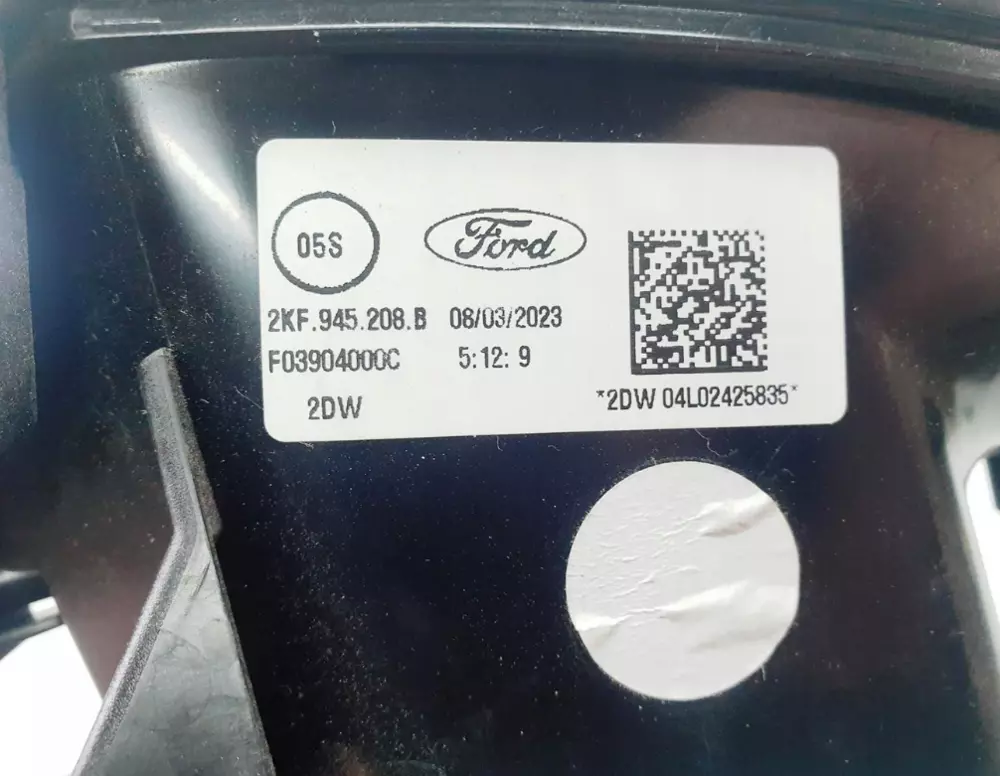 05S
Ford
2KF.945.208.B 08/03/2023
F03904000C 5:12: 9
2DW
*2DW 04L02425835*